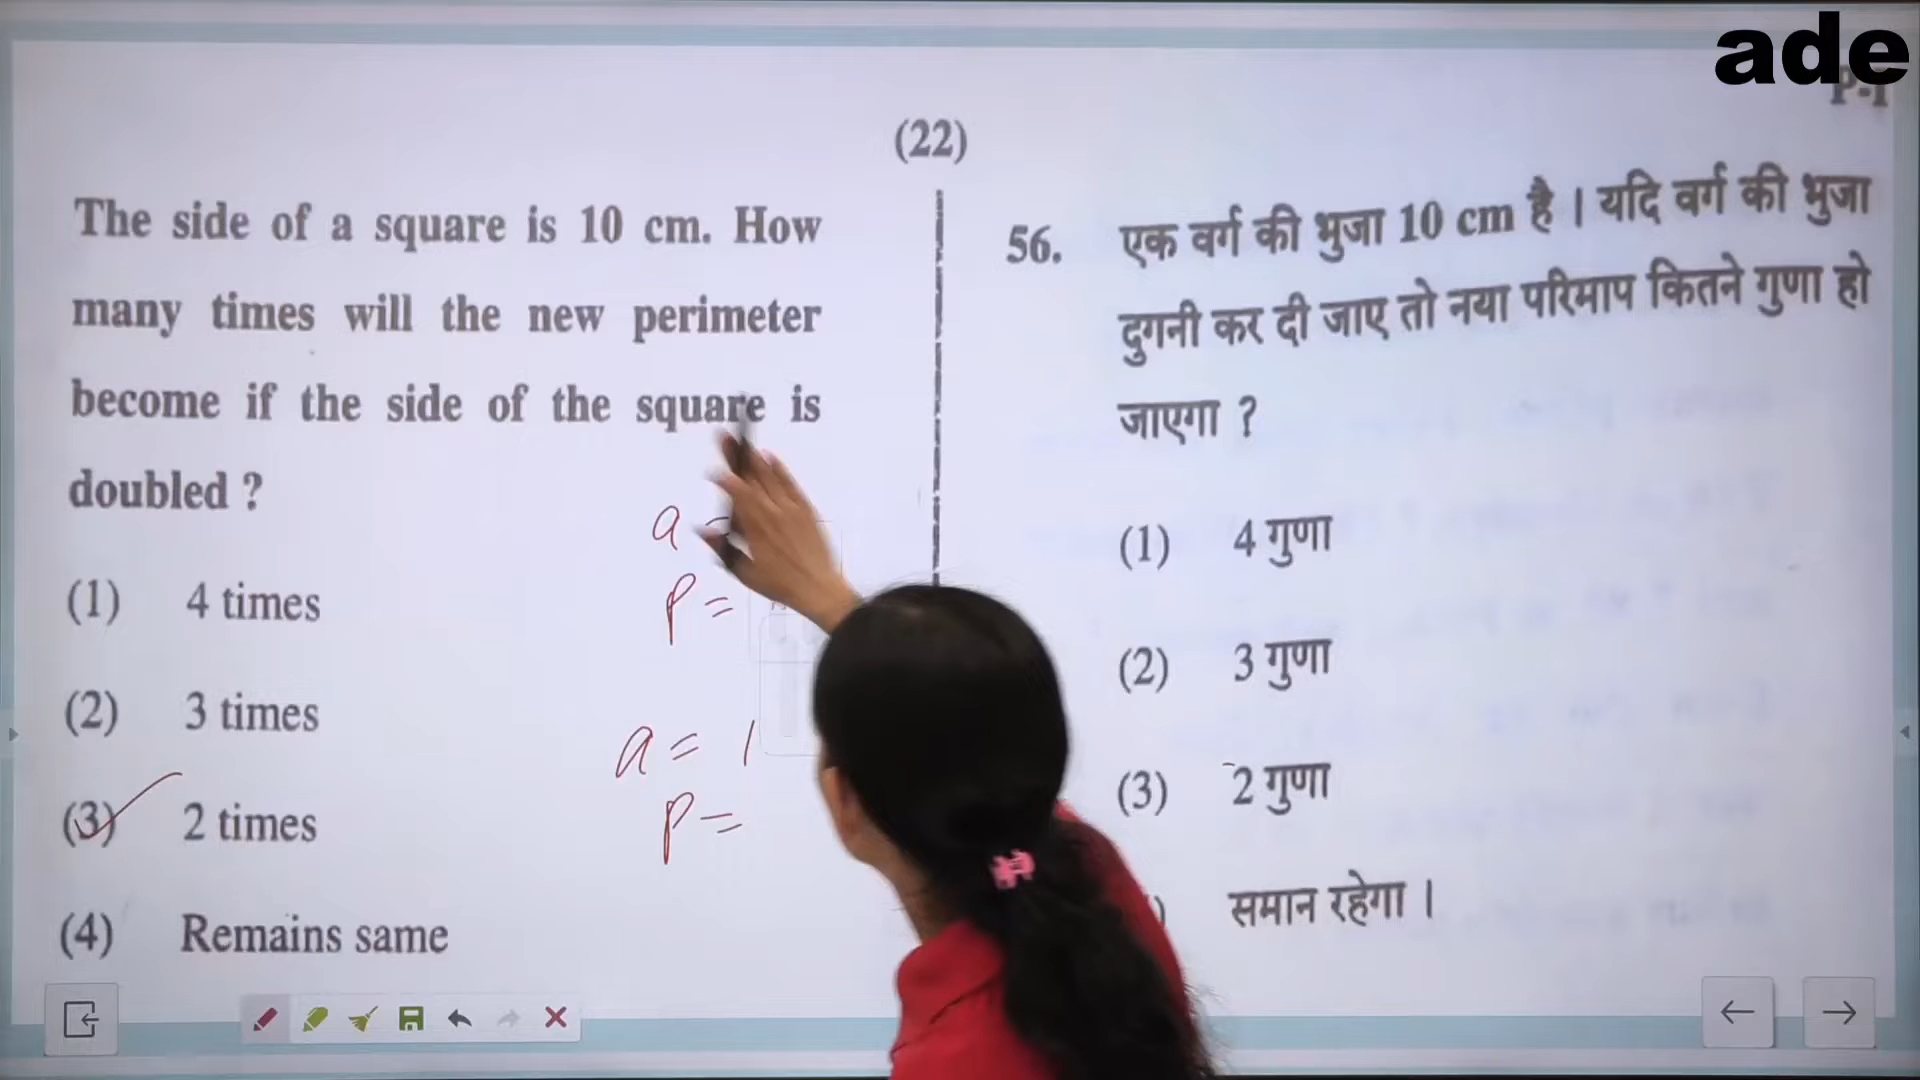 ade
P-I
(22)
The side of a square is 10 cm. How
many times will the new perimeter
become if the side of the square is
doubled ?
(1) 4 times
(2) 3 times
(3) 2 times
(4) Remains same
a =
P =
a = 1
P =
56. एक वर्ग की भुजा 10 cm है । यदि वर्ग की भुजा
दुगनी कर दी जाए तो नया परिमाप कितने गुणा हो
जाएगा ?
(1) 4 गुणा
(2) 3 गुणा
(3) 2 गुणा
) समान रहेगा ।